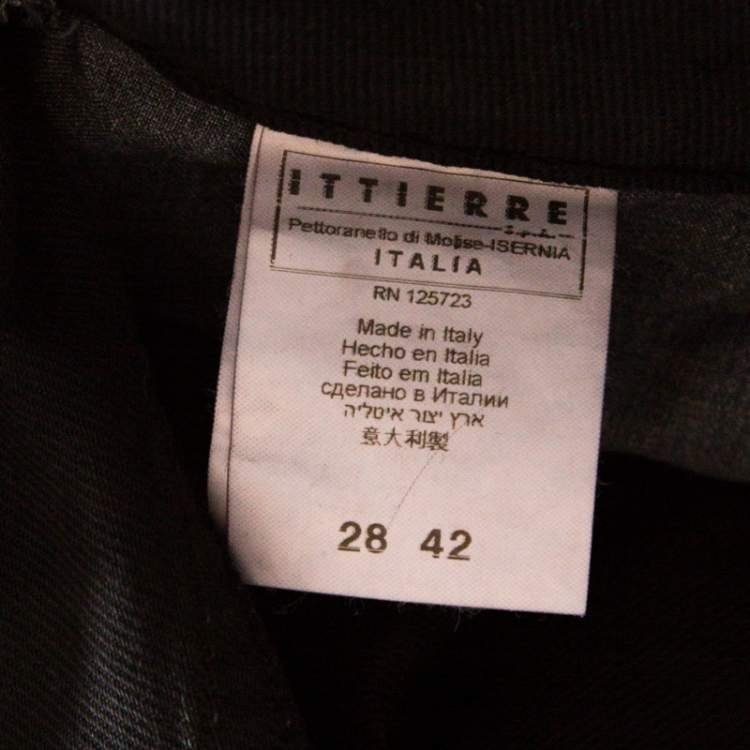 ITTIERRE
S.p.A.
Pettoranello di Molise-ISERNIA
ITALIA
RN 125723
Made in Italy
Hecho en Italia
Feito em Italia
сделано в Италии
ארץ יצור איטליה
意大利製
28 42